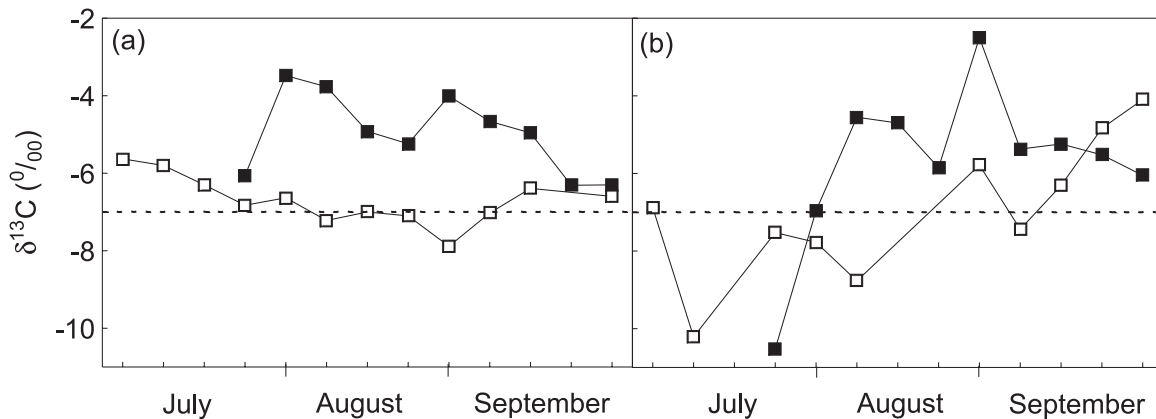 (a)
(b)
-2
-4
-6
-8
-10
δ¹³C (⁰/₀₀)
July August September July August September